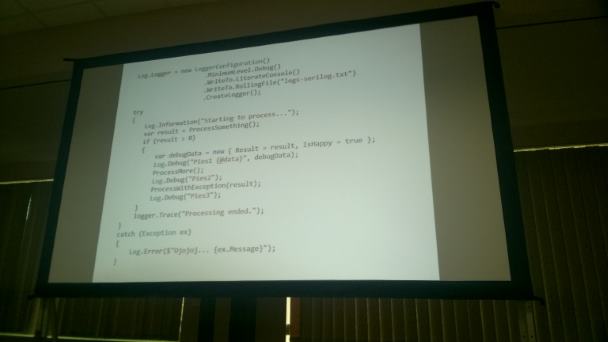 Log.Logger = new LoggerConfiguration()
.MinimumLevel.Debug()
.WriteTo.LiterateConsole()
.WriteTo.RollingFile("logs-serilog.txt")
.CreateLogger();
try
{
Log.Information("Starting to process...");
var result = ProcessSomething();
if (result > 0)
{
var debugData = new { Result = result, IsHappy = true };
Log.Debug("Pies1 {@data}", debugData);
ProcessMore();
Log.Debug("Pies2");
ProcessWithException(result);
Log.Debug("Pies3");
}
logger.Trace("Processing ended.");
}
catch (Exception ex)
{
Log.Error($"Ojojoj... {ex.Message}");
}